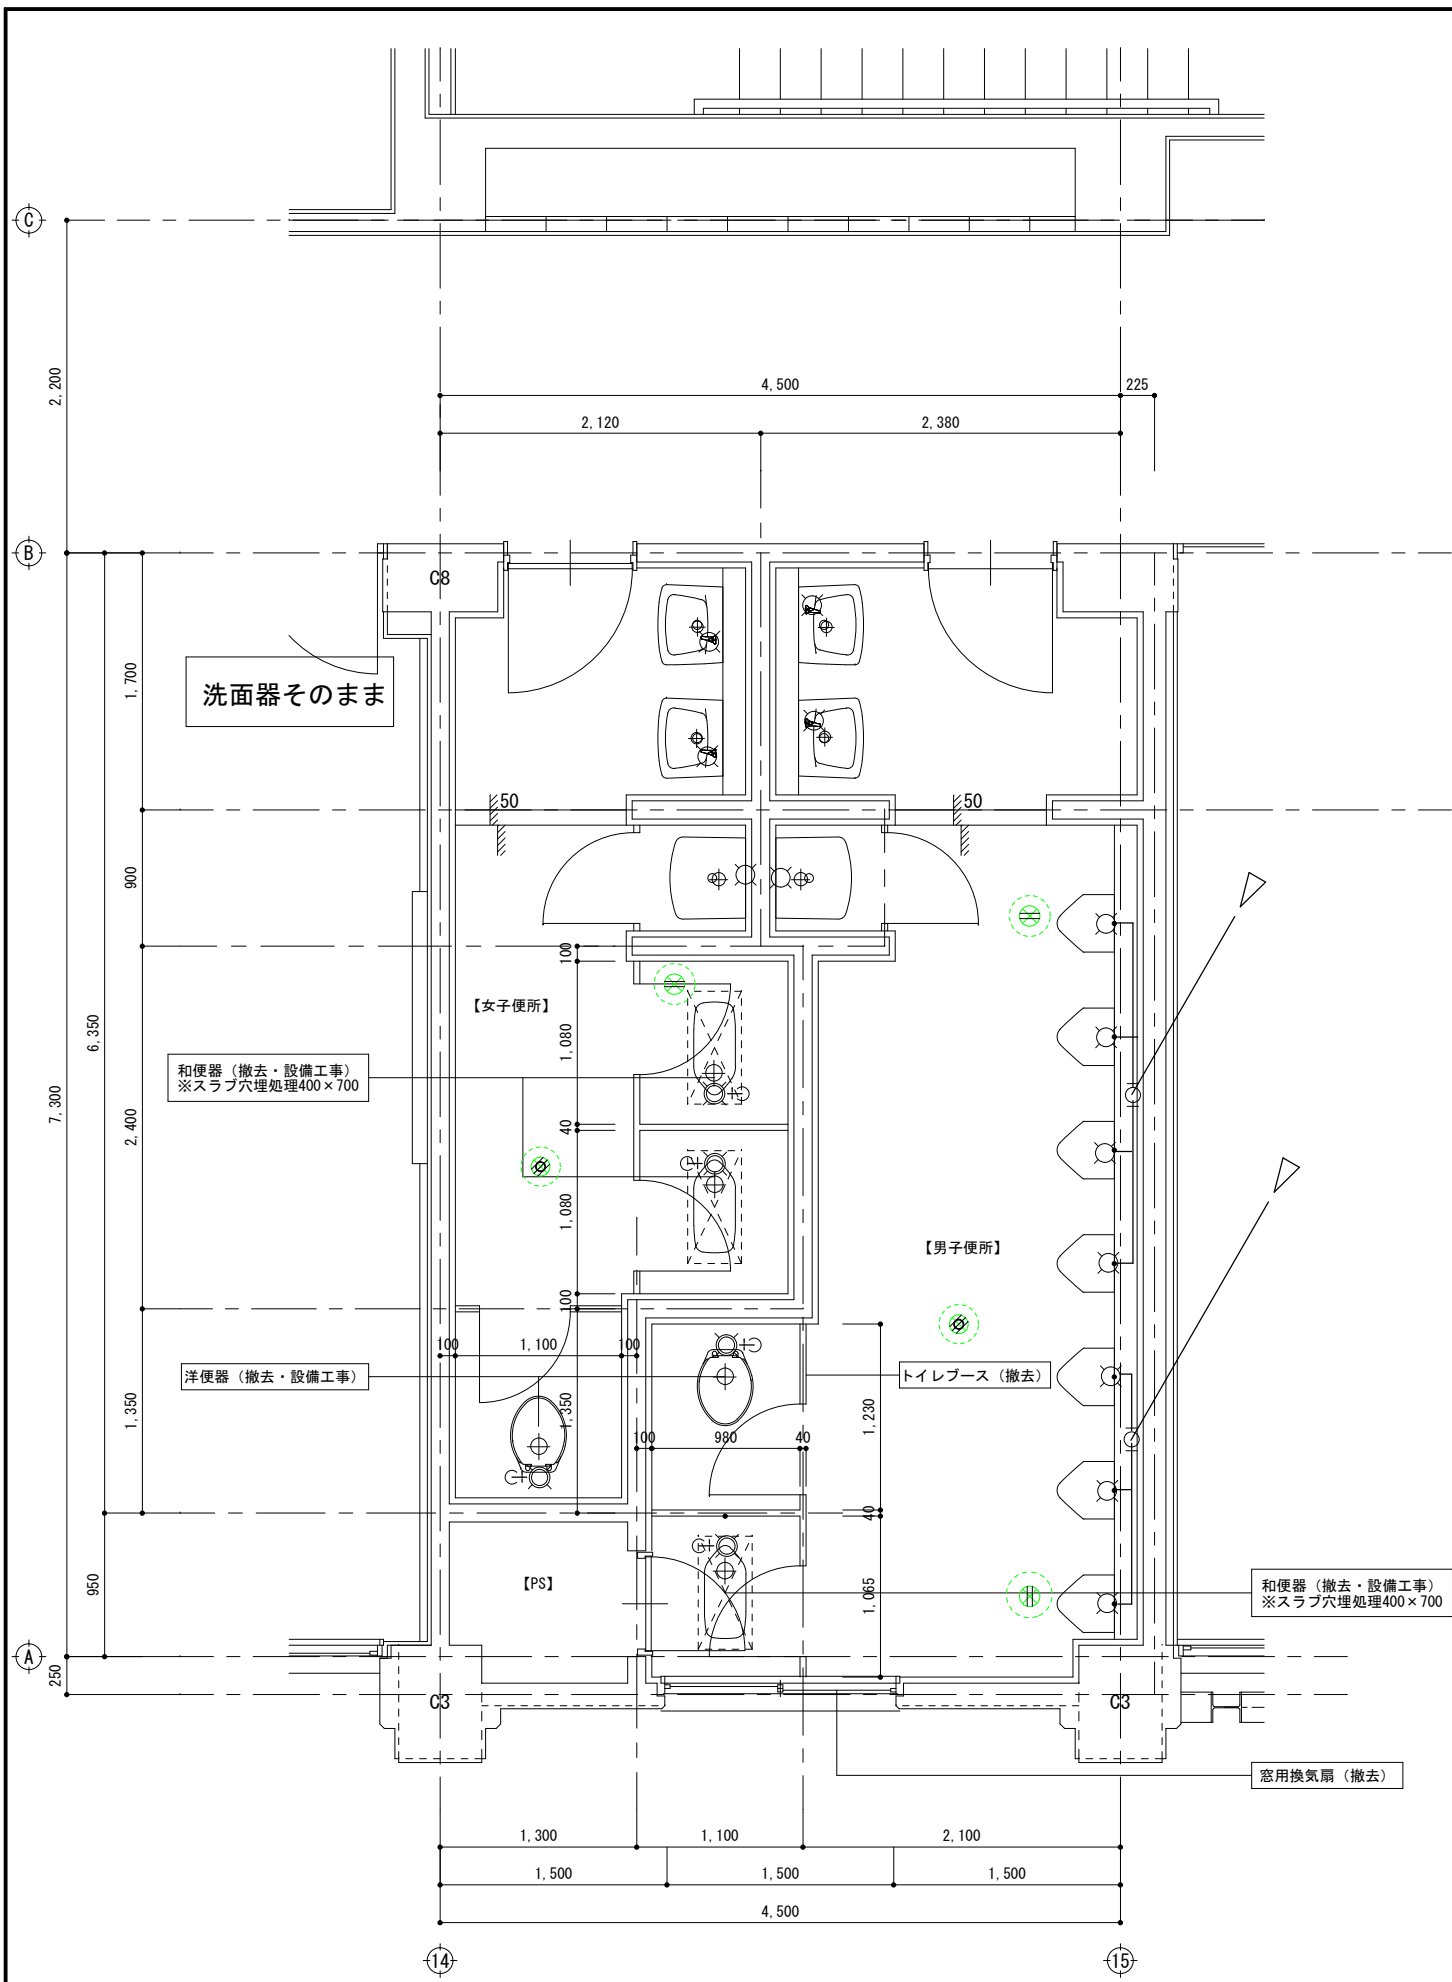 C
2,200
4,500
225
2,120
2,380
B
C8
洗面器そのまま
1,700
50
50
900
100
【女子便所】
1,080
6,350
和便器（撤去・設備工事）
※スラブ穴埋処理400×700
7,300
2,400
40
1,080
【男子便所】
100
100
1,100
100
洋便器（撤去・設備工事）
トイレブース（撤去）
1,350
1,350
1,230
100
980
40
40
950
【PS】
1,065
和便器（撤去・設備工事）
※スラブ穴埋処理400×700
A
250
C3
C3
窓用換気扇（撤去）
1,300
1,100
2,100
1,500
1,500
1,500
4,500
14
15